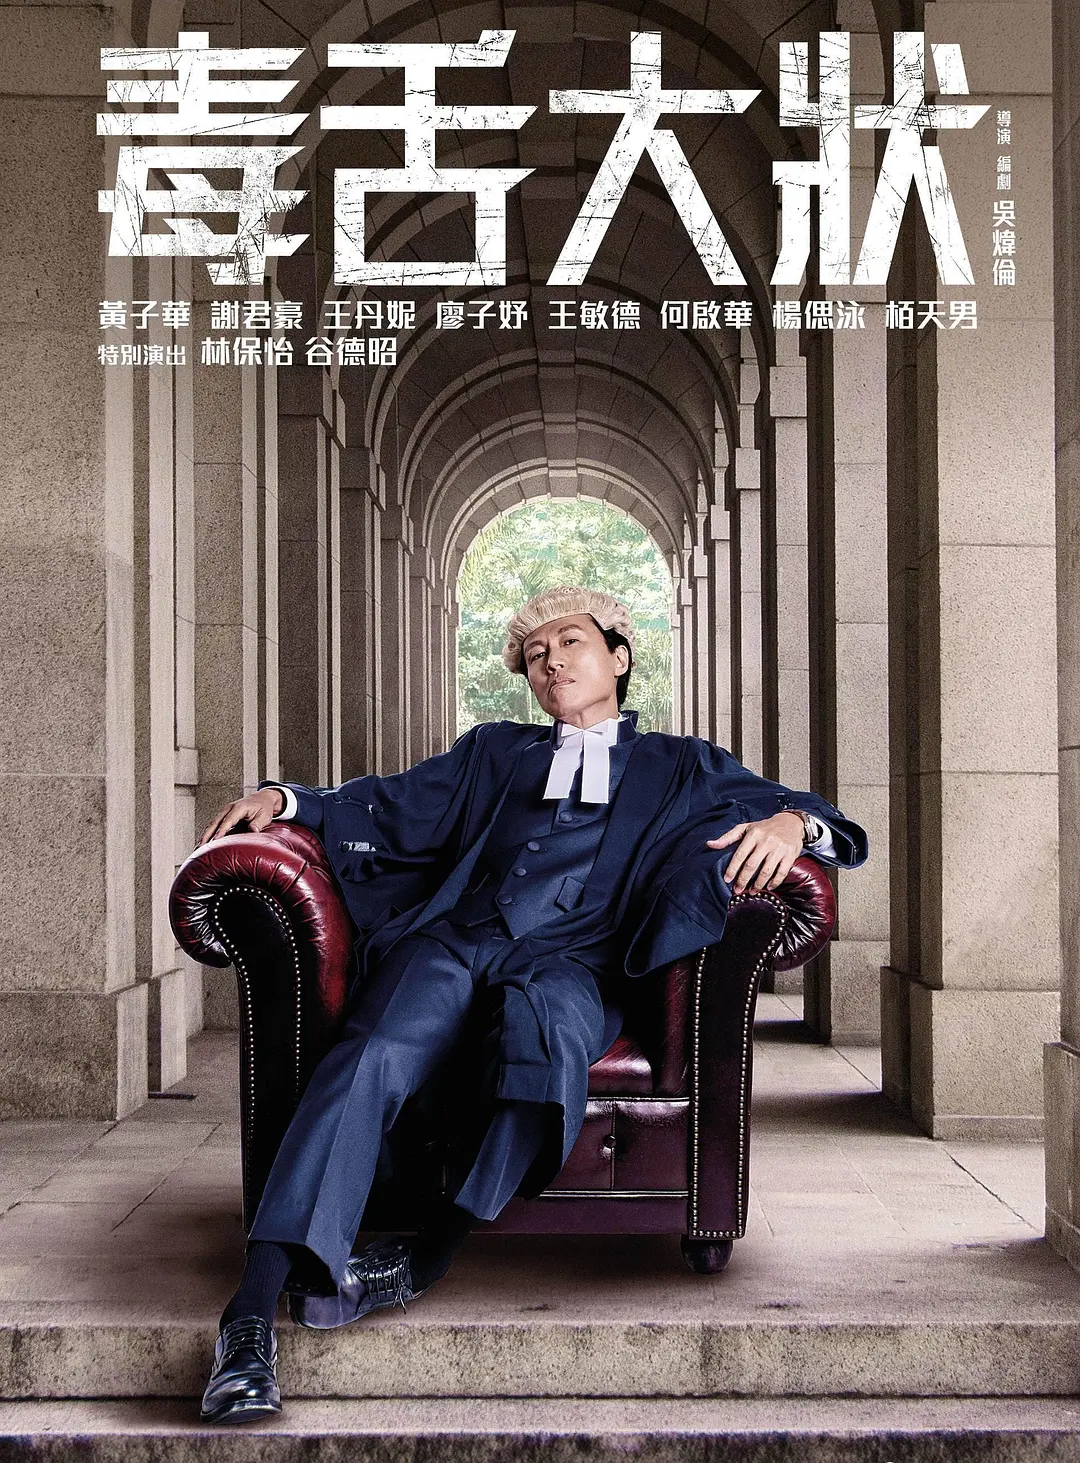 毒舌大狀
導演 編劇 吳煒倫
黃子華 謝君豪 王丹妮 廖子妤 王敏德 何啟華 楊偲泳 栢天男
特別演出 林保怡 谷德昭